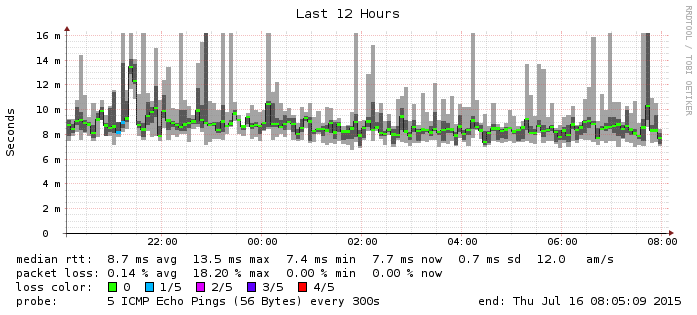 Last 12 Hours
RRDTOOL / TOBI OETIKER
Seconds
16 m
14 m
12 m
10 m
8 m
6 m
4 m
2 m
0
22:00 00:00 02:00 04:00 06:00 08:00
median rtt: 8.7 ms avg 13.5 ms max 7.4 ms min 7.7 ms now 0.7 ms sd 12.0 am/s
packet loss: 0.14 % avg 18.20 % max 0.00 % min 0.00 % now
loss color: 0 1/5 2/5 3/5 4/5
probe: 5 ICMP Echo Pings (56 Bytes) every 300s end: Thu Jul 16 08:05:09 2015